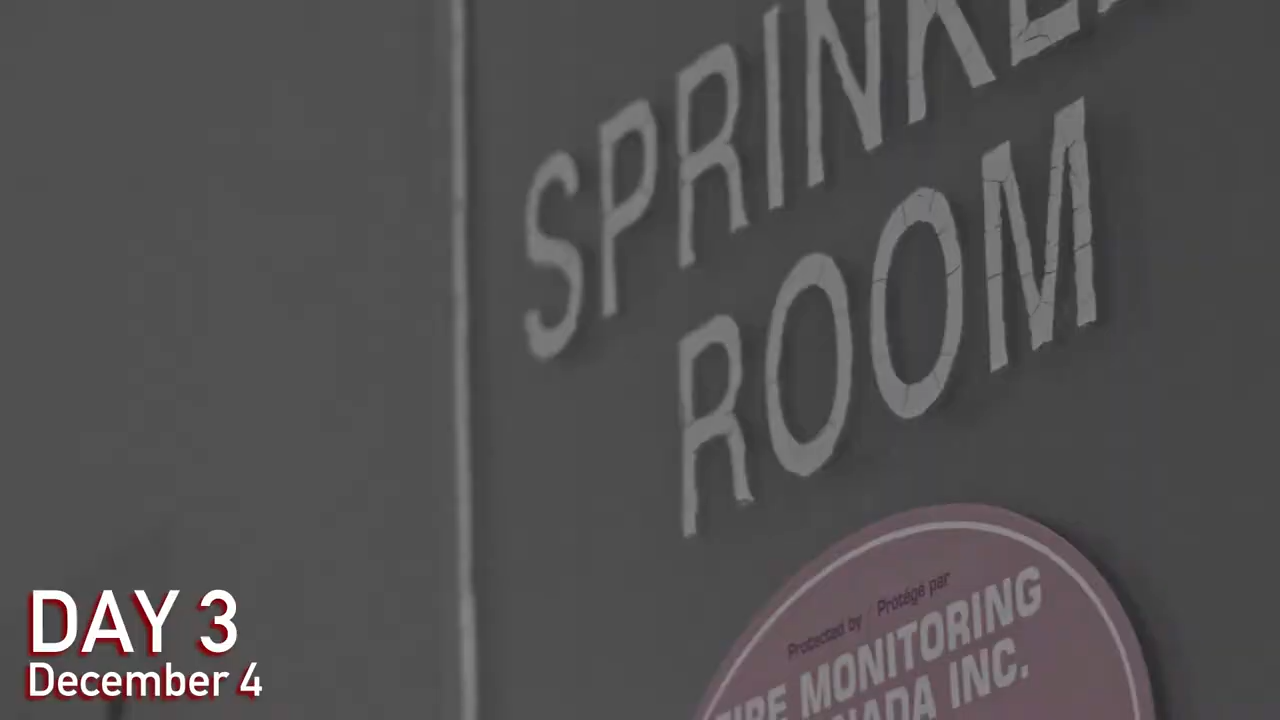 ROOM
Protected by / Protégé par
MONITORING
INC.
DAY 3
December 4